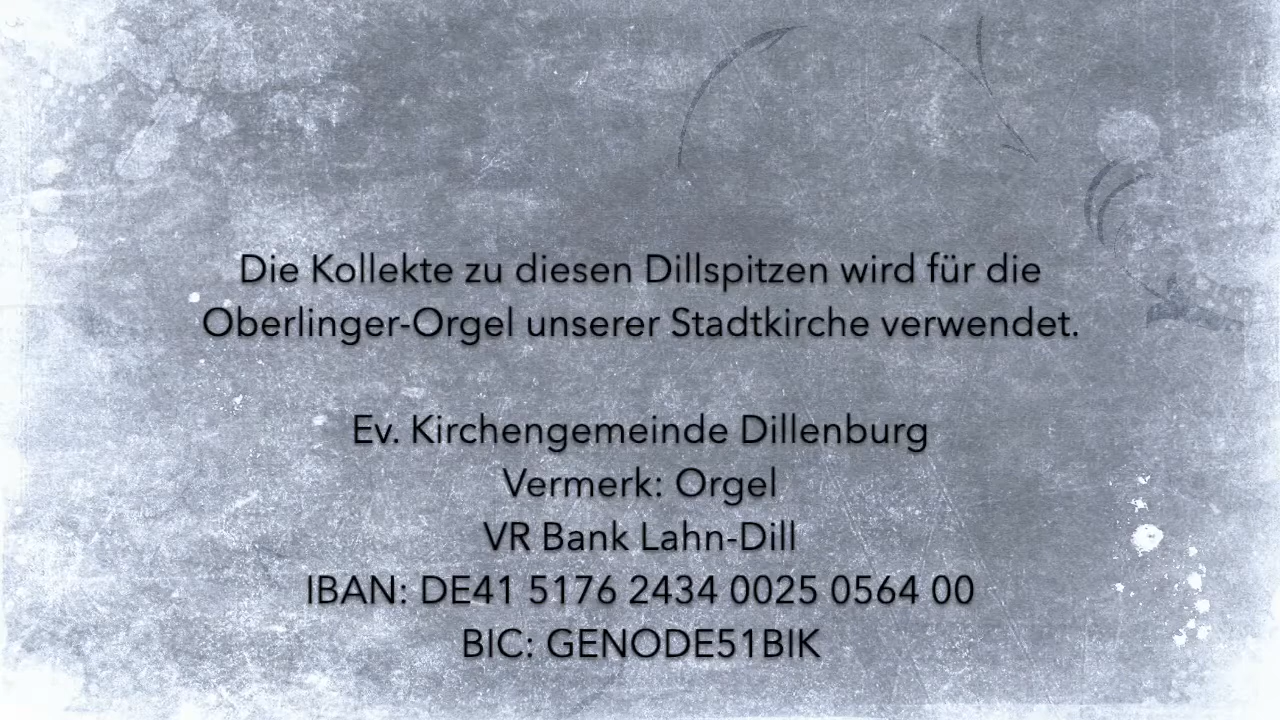 Die Kollekte zu diesen Dillspitzen wird für die
Oberlinger-Orgel unserer Stadtkirche verwendet.
Ev. Kirchengemeinde Dillenburg
Vermerk: Orgel
VR Bank Lahn-Dill
IBAN: DE41 5176 2434 0025 0564 00
BIC: GENODE51BIK